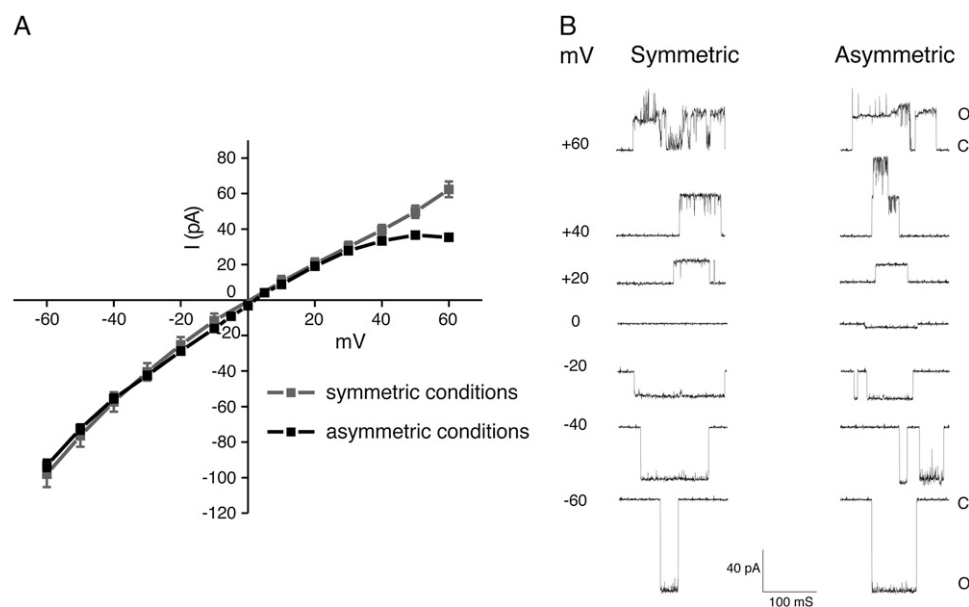 A
80
60
40
20
0
-20
-40
-60
-80
-100
-120
I (pA)
-60
-40
-20
20
40
60
mV
symmetric conditions
asymmetric conditions
B
mV
Symmetric
Asymmetric
+60
O
C
+40
+20
0
-20
-40
-60
C
O
40 pA
100 mS